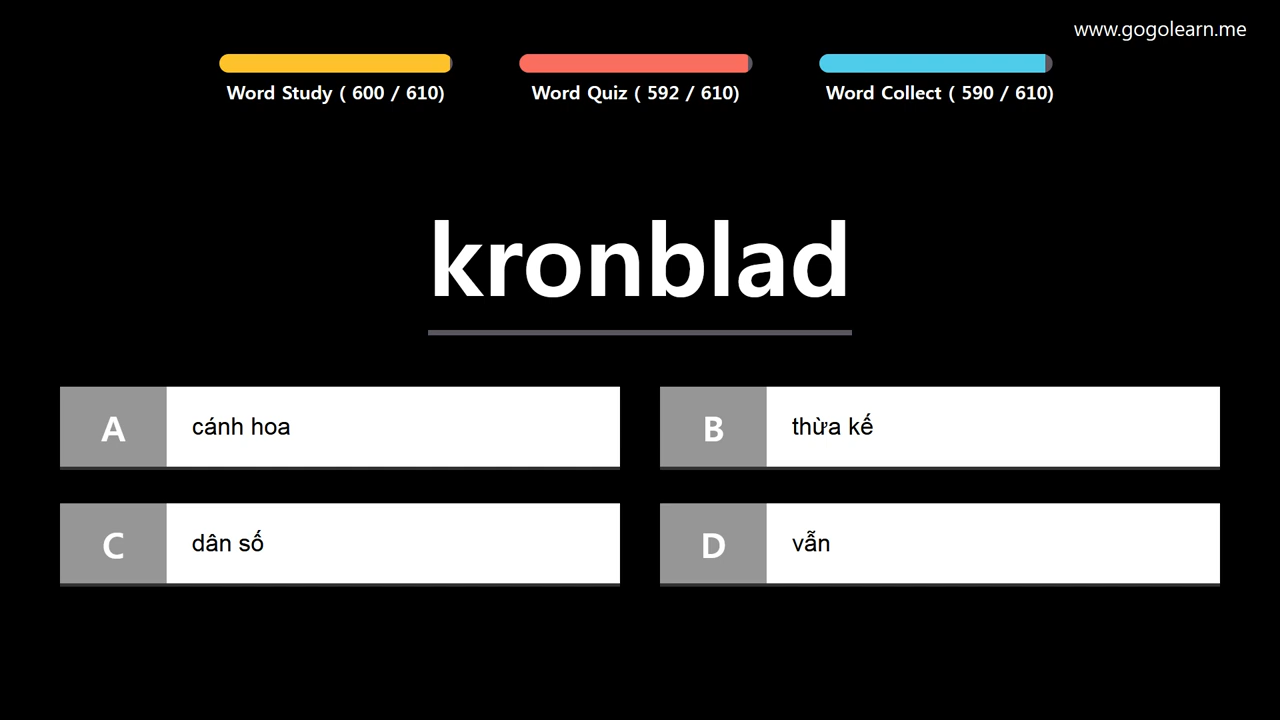 www.gogolearn.me
Word Study ( 600 / 610)
Word Quiz ( 592 / 610)
Word Collect ( 590 / 610)
kronblad
A cánh hoa
B thừa kế
C dân số
D vẫn